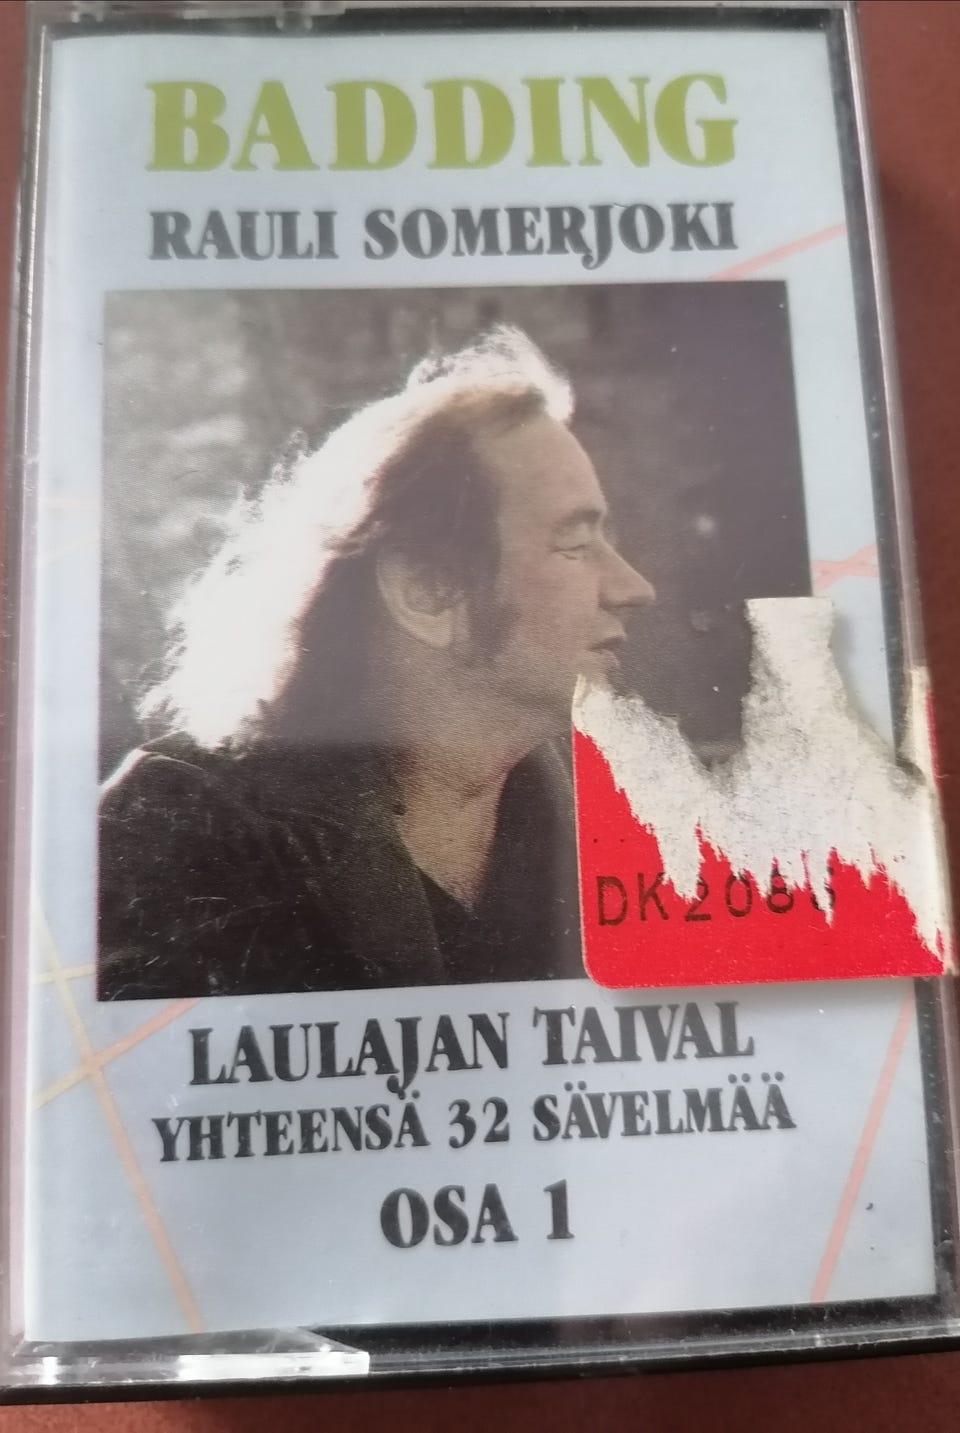 BADDING
RAULI SOMERJOKI
LAULAJAN TAIVAL
YHTEENSÄ 32 SÄVELMÄÄ
OSA 1